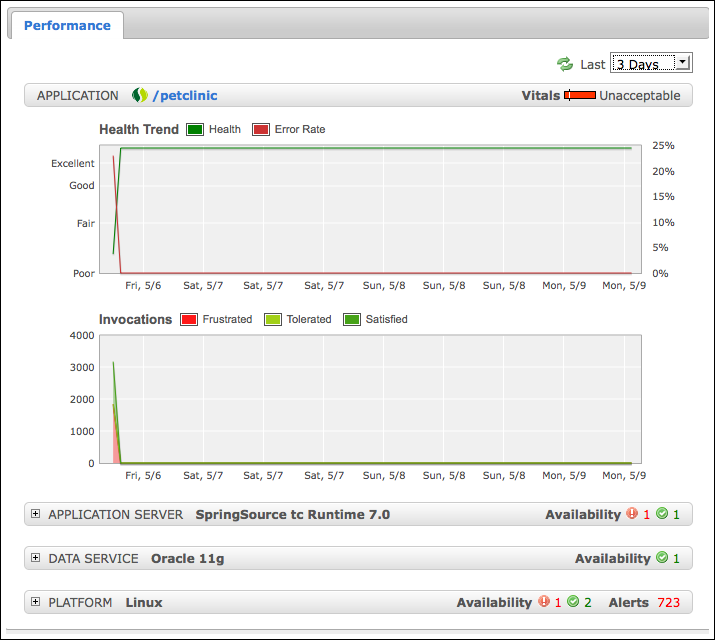 Performance
Last 3 Days
APPLICATION /petclinic Vitals Unacceptable
Health Trend Health Error Rate
Excellent
Good
Fair
Poor
25%
20%
15%
10%
5%
0%
Fri, 5/6 Sat, 5/7 Sat, 5/7 Sat, 5/7 Sun, 5/8 Sun, 5/8 Sun, 5/8 Mon, 5/9 Mon, 5/9
Invocations Frustrated Tolerated Satisfied
4000
3000
2000
1000
0
Fri, 5/6 Sat, 5/7 Sat, 5/7 Sat, 5/7 Sun, 5/8 Sun, 5/8 Sun, 5/8 Mon, 5/9 Mon, 5/9
APPLICATION SERVER SpringSource tc Runtime 7.0 Availability 1 1
DATA SERVICE Oracle 11g Availability 1
PLATFORM Linux Availability 1 2 Alerts 723